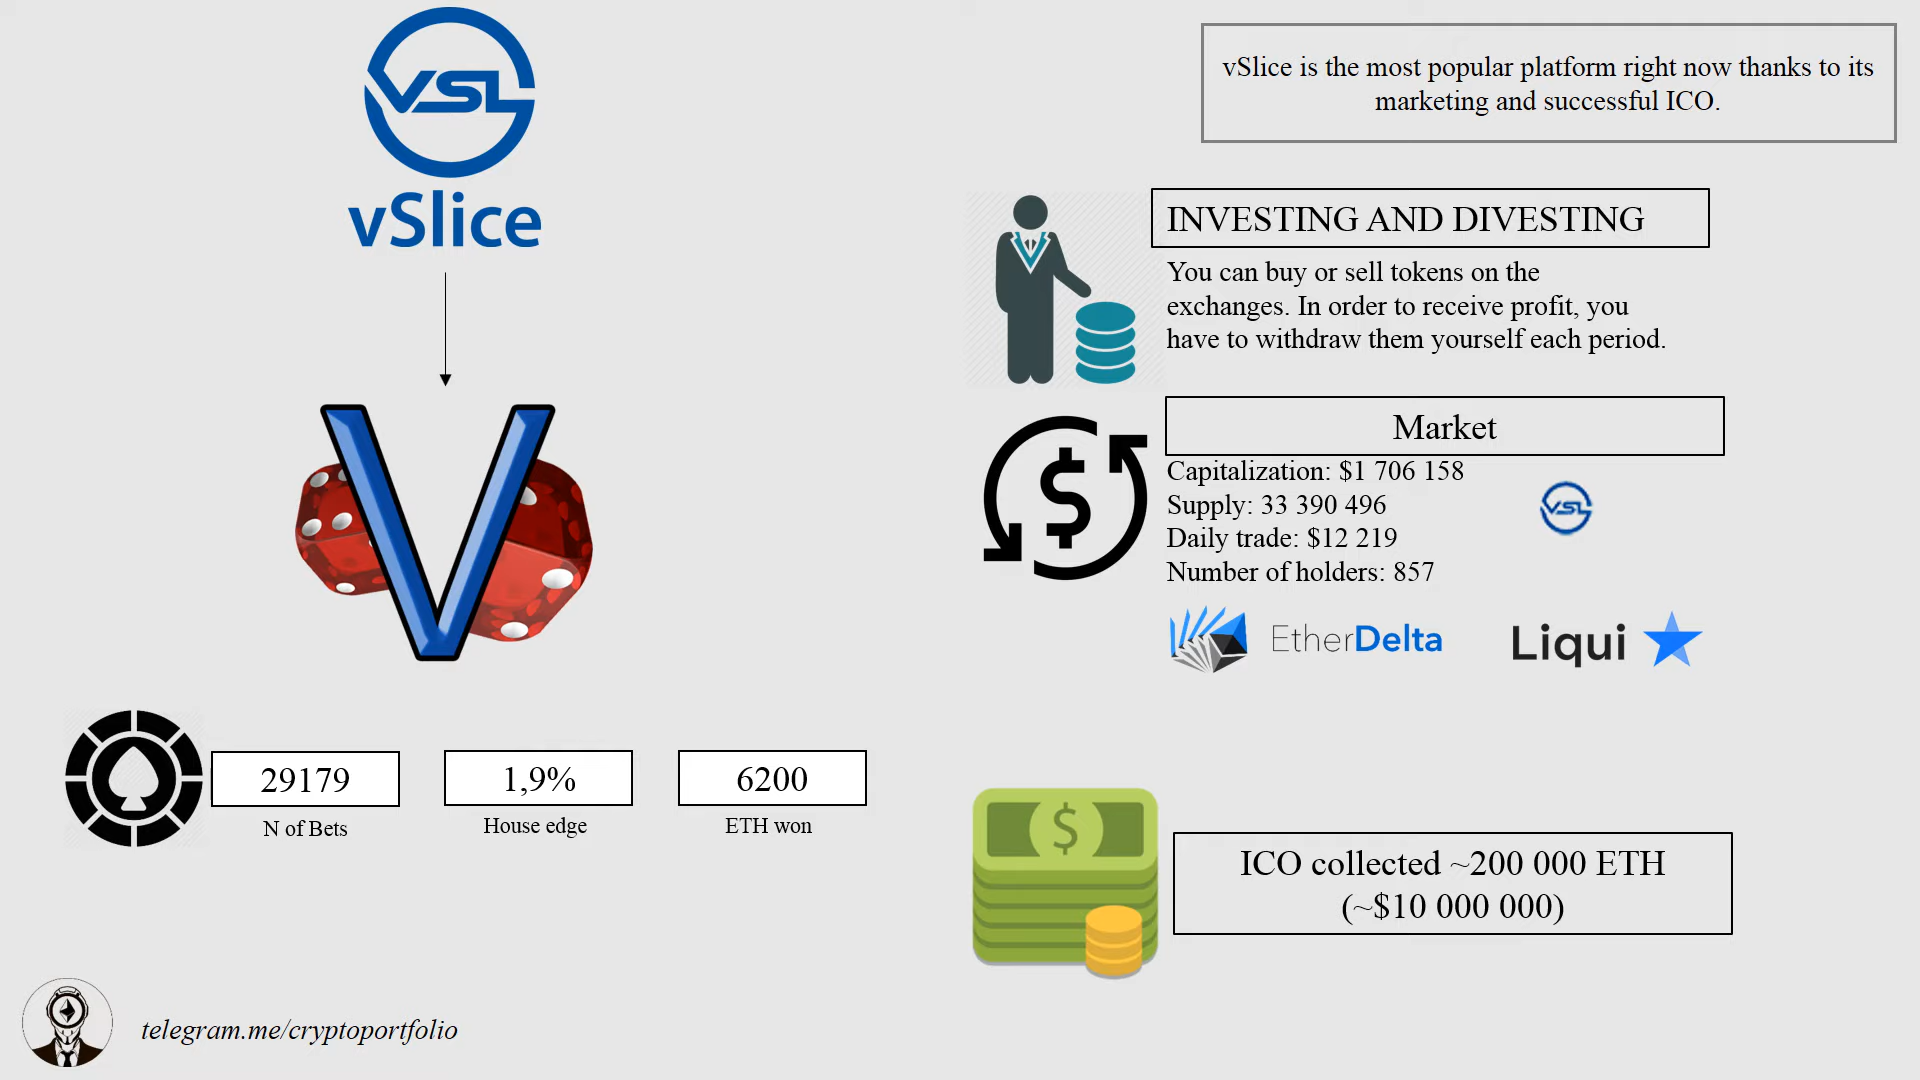 VSL
vSlice
V
29179
N of Bets
1,9%
House edge
6200
ETH won
telegram.me/cryptoportfolio
vSlice is the most popular platform right now thanks to its
marketing and successful ICO.
INVESTING AND DIVESTING
You can buy or sell tokens on the
exchanges. In order to receive profit, you
have to withdraw them yourself each period.
$
Market
Capitalization: $1 706 158
Supply: 33 390 496
Daily trade: $12 219
Number of holders: 857
VSL
EtherDelta
Liqui
$
ICO collected ~200 000 ETH
(~$10 000 000)